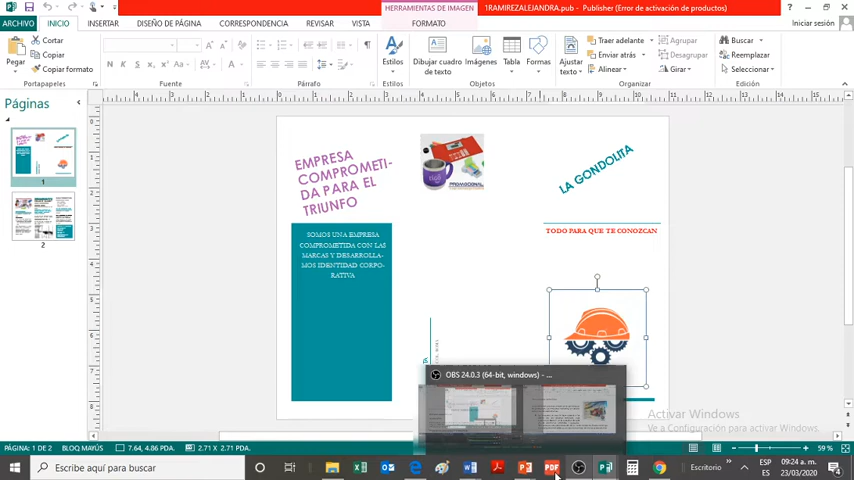 HERRAMIENTAS DE IMAGEN
1RAMIREZALEJANDRA.pub - Publisher (Error de activación de productos)
ARCHIVO INICIO INSERTAR DISEÑO DE PÁGINA CORRESPONDENCIA REVISAR VISTA FORMATO Iniciar sesión
Pegar
Cortar
Copiar
Copiar formato
Portapapeles
N K S
Fuente
Párrafo
Estilos
Estilos
Dibujar cuadro de texto
Imágenes
Tabla
Formas
Objetos
Ajustar texto
Traer adelante
Enviar atrás
Alinear
Agrupar
Desagrupar
Girar
Organizar
Buscar
Reemplazar
Seleccionar
Edición
Páginas
1
2
EMPRESA
COMPROMETI-
DA PARA EL
TRIUNFO
SOMOS UNA EMPRESA
COMPROMETIDA CON LAS
MARCAS Y DESARROLLA-
MOS IDENTIDAD CORPO-
RATIVA
tigo
PROMOCIONAL
LA GONDOLITA
TODO PARA QUE TE CONOZCAN
OBS 24.0.3 (64-bit, windows) - ...
Activar Windows
Ve a Configuración para activar Windows.
PÁGINA 1 DE 2 BLOQ MAYÚS 7.64, 4.86 PDA. 2.71 x 2.71 PDA. 59 %
Escribe aquí para buscar
PDF
Escritorio
ESP
ES
09:24 a. m.
23/03/2020
4